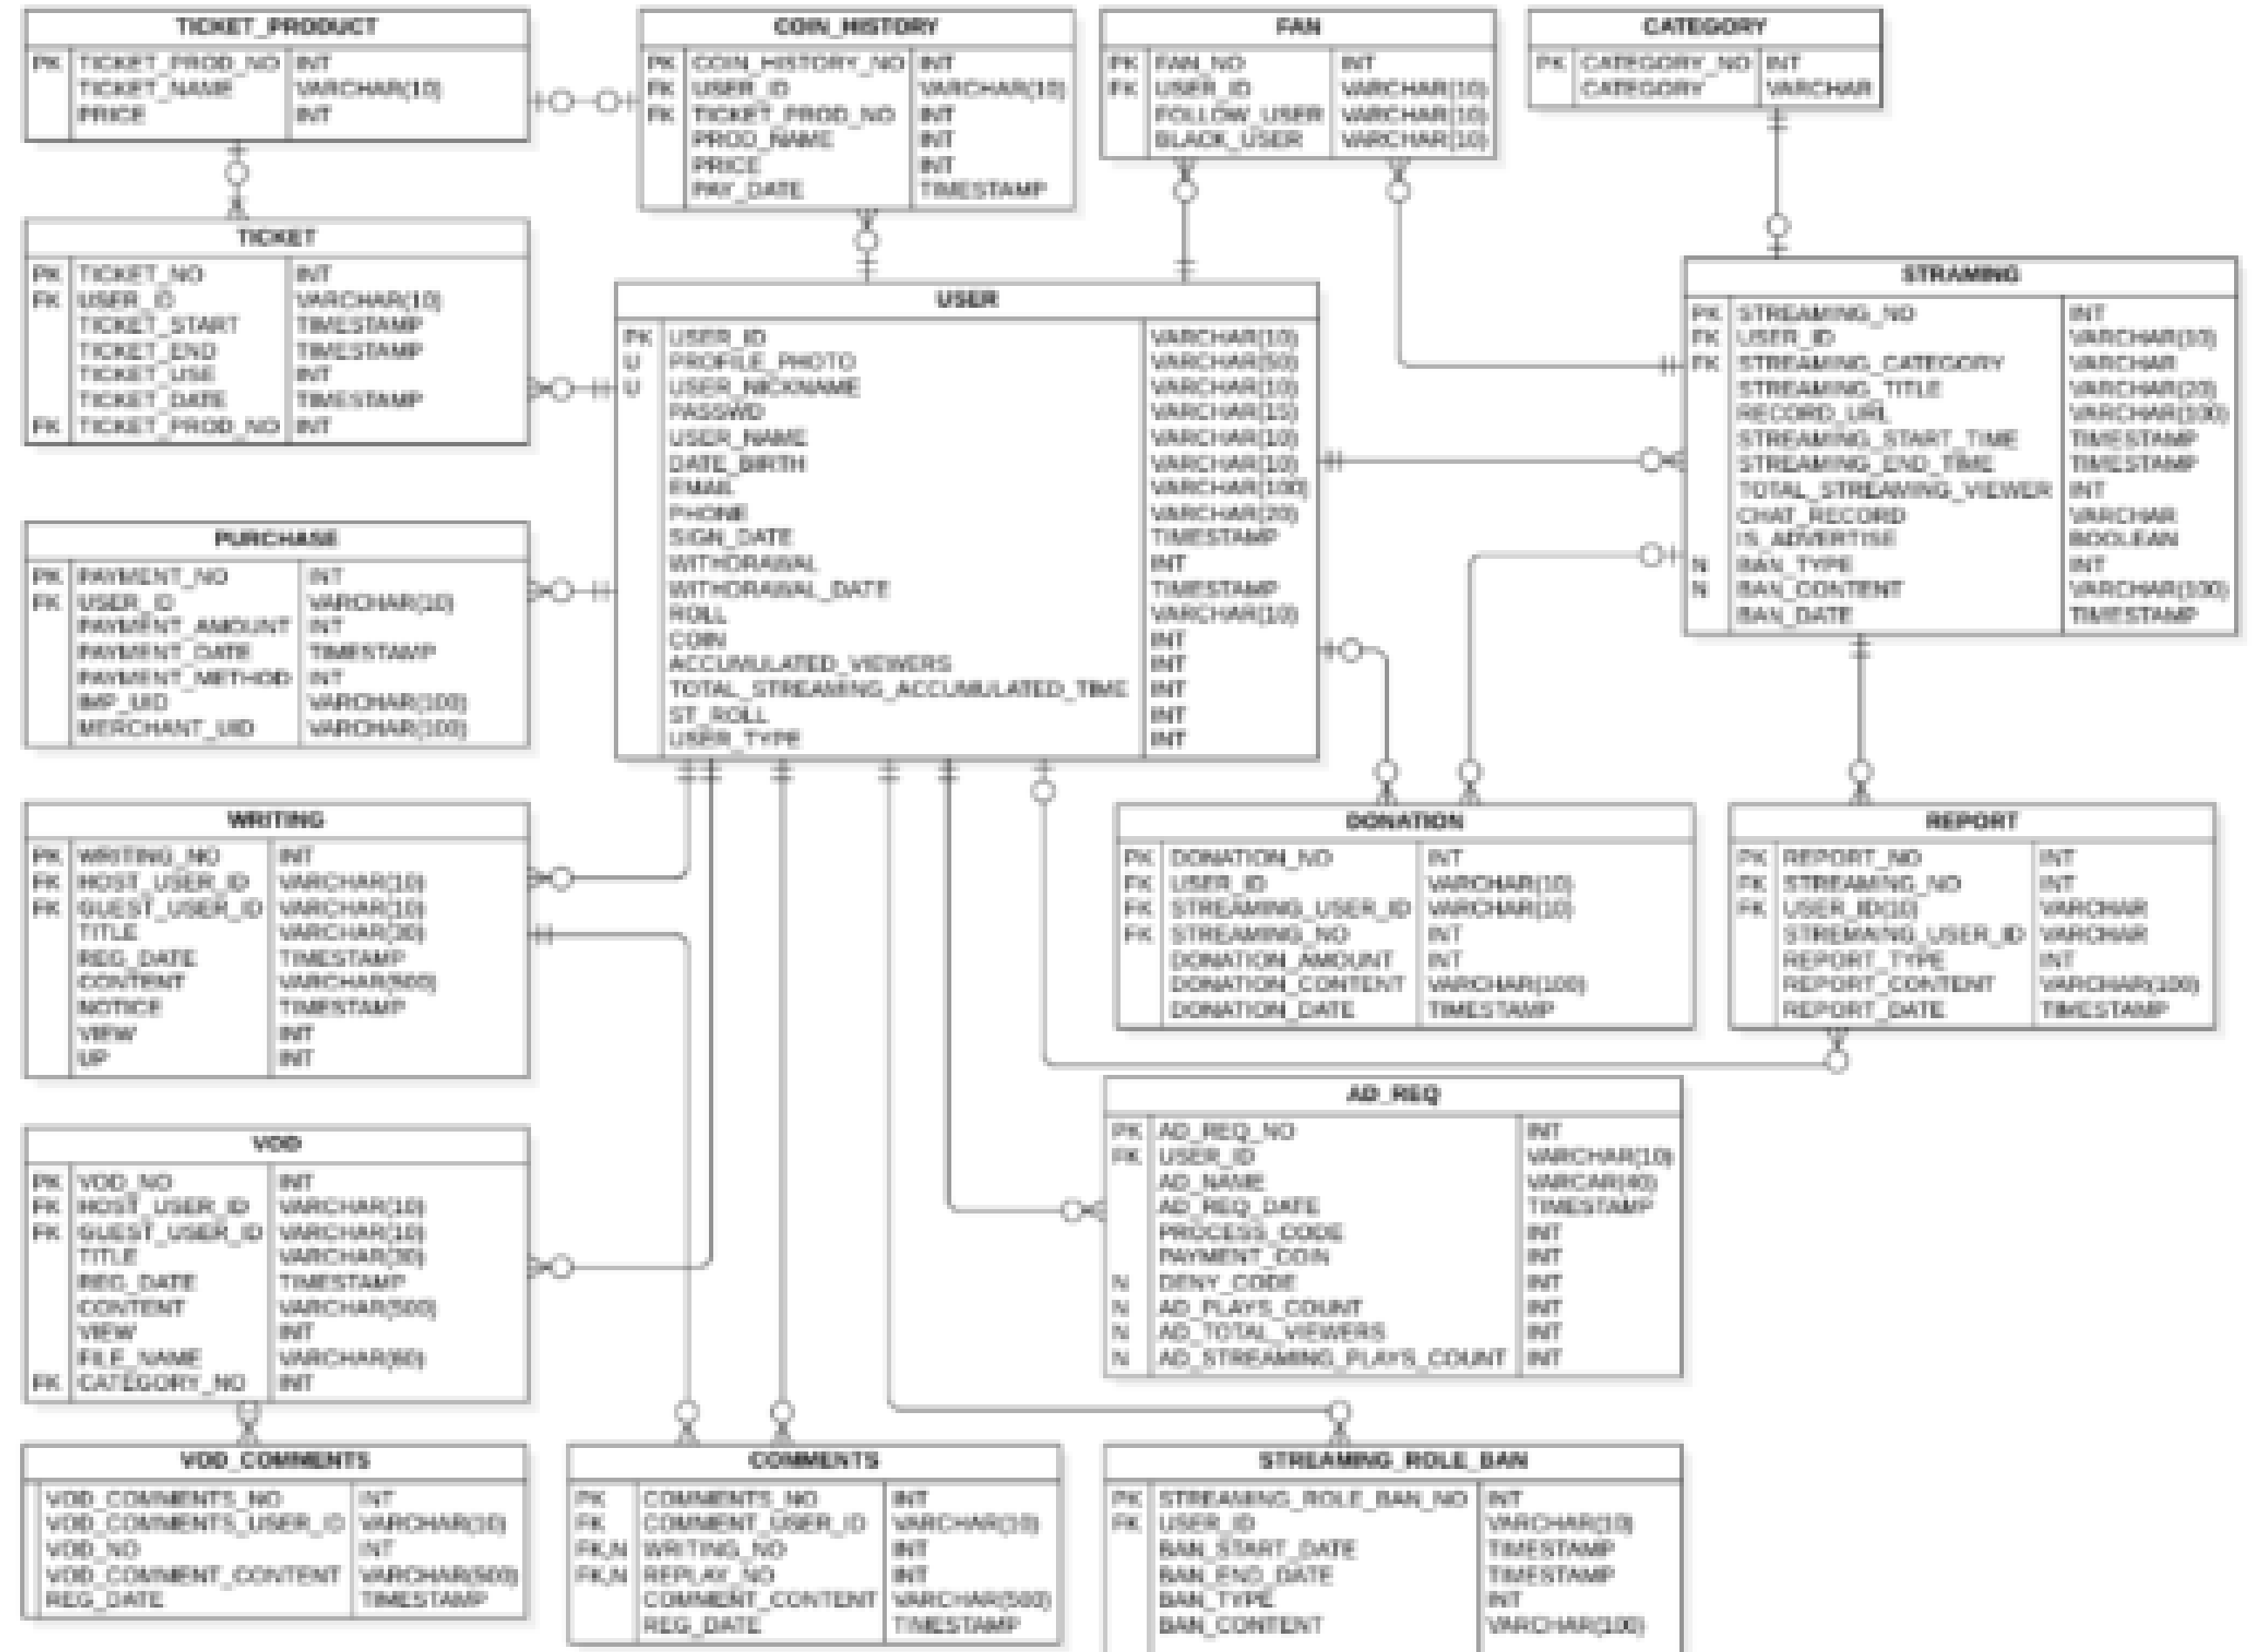 TICKET_PRODUCT
PK TICKET_PROD_NO INT
TICKET_NAME VARCHAR(10)
PRICE INT
COIN_HISTORY
PK COIN_HISTORY_NO INT
FK USER_ID VARCHAR(10)
FK TICKET_PROD_NO INT
PROD_NAME INT
PRICE INT
PAY_DATE TIMESTAMP
FAN
PK FAN_NO INT
FK USER_ID VARCHAR(10)
FOLLOW_USER VARCHAR(10)
BLACK_USER VARCHAR(10)
CATEGORY
PK CATEGORY_NO INT
CATEGORY VARCHAR
TICKET
PK TICKET_NO INT
FK USER_ID VARCHAR(10)
TICKET_START TIMESTAMP
TICKET_END TIMESTAMP
TICKET_USE INT
TICKET_DATE TIMESTAMP
FK TICKET_PROD_NO INT
USER
PK USER_ID VARCHAR(10)
U PROFILE_PHOTO VARCHAR(50)
U USER_NICKNAME VARCHAR(10)
PASSWD VARCHAR(15)
USER_NAME VARCHAR(10)
DATE_BIRTH VARCHAR(10)
EMAIL VARCHAR(100)
PHONE VARCHAR(20)
SIGN_DATE TIMESTAMP
WITHDRAWAL INT
WITHDRAWAL_DATE TIMESTAMP
ROLL VARCHAR(10)
COIN INT
ACCUMULATED_VIEWERS INT
TOTAL_STREAMING_ACCUMULATED_TIME INT
ST_ROLL INT
USER_TYPE INT
STRAMING
PK STREAMING_NO INT
FK USER_ID VARCHAR(10)
FK STREAMING_CATEGORY VARCHAR
STREAMING_TITLE VARCHAR(20)
RECORD_URL VARCHAR(100)
STREAMING_START_TIME TIMESTAMP
STREAMING_END_TIME TIMESTAMP
TOTAL_STREAMING_VIEWER INT
CHAT_RECORD VARCHAR
IS_ADVERTISE BOOLEAN
N BAN_TYPE INT
N BAN_CONTENT VARCHAR(100)
BAN_DATE TIMESTAMP
PURCHASE
PK PAYMENT_NO INT
FK USER_ID VARCHAR(10)
PAYMENT_AMOUNT INT
PAYMENT_DATE TIMESTAMP
PAYMENT_METHOD INT
IMP_UID VARCHAR(100)
MERCHANT_UID VARCHAR(100)
WRITING
PK WRITING_NO INT
FK HOST_USER_ID VARCHAR(10)
FK GUEST_USER_ID VARCHAR(10)
TITLE VARCHAR(30)
REG_DATE TIMESTAMP
CONTENT VARCHAR(500)
NOTICE TIMESTAMP
VIEW INT
UP INT
DONATION
PK DONATION_NO INT
FK USER_ID VARCHAR(10)
FK STREAMING_USER_ID VARCHAR(10)
FK STREAMING_NO INT
DONATION_AMOUNT INT
DONATION_CONTENT VARCHAR(100)
DONATION_DATE TIMESTAMP
REPORT
PK REPORT_NO INT
FK STREAMING_NO INT
FK USER_ID(10) VARCHAR
STREMAING_USER_ID VARCHAR
REPORT_TYPE INT
REPORT_CONTENT VARCHAR(100)
REPORT_DATE TIMESTAMP
AD_REQ
PK AD_REQ_NO INT
FK USER_ID VARCHAR(10)
AD_NAME VARCAR(40)
AD_REQ_DATE TIMESTAMP
PROCESS_CODE INT
PAYMENT_COIN INT
N DENY_CODE INT
N AD_PLAYS_COUNT INT
N AD_TOTAL_VIEWERS INT
N AD_STREAMING_PLAYS_COUNT INT
VOD
PK VOD_NO INT
FK HOST_USER_ID VARCHAR(10)
FK GUEST_USER_ID VARCHAR(10)
TITLE VARCHAR(30)
REG_DATE TIMESTAMP
CONTENT VARCHAR(500)
VIEW INT
FILE_NAME VARCHAR(60)
FK CATEGORY_NO INT
VOD_COMMENTS
VOD_COMMENTS_NO INT
VOD_COMMENTS_USER_ID VARCHAR(10)
VOD_NO INT
VOD_COMMENT_CONTENT VARCHAR(500)
REG_DATE TIMESTAMP
COMMENTS
PK COMMENTS_NO INT
FK COMMENT_USER_ID VARCHAR(10)
FK,N WRITING_NO INT
FK,N REPLAY_NO INT
COMMENT_CONTENT VARCHAR(500)
REG_DATE TIMESTAMP
STREAMING_ROLE_BAN
PK STREAMING_ROLE_BAN_NO INT
FK USER_ID VARCHAR(10)
BAN_START_DATE TIMESTAMP
BAN_END_DATE TIMESTAMP
BAN_TYPE INT
BAN_CONTENT VARCHAR(100)